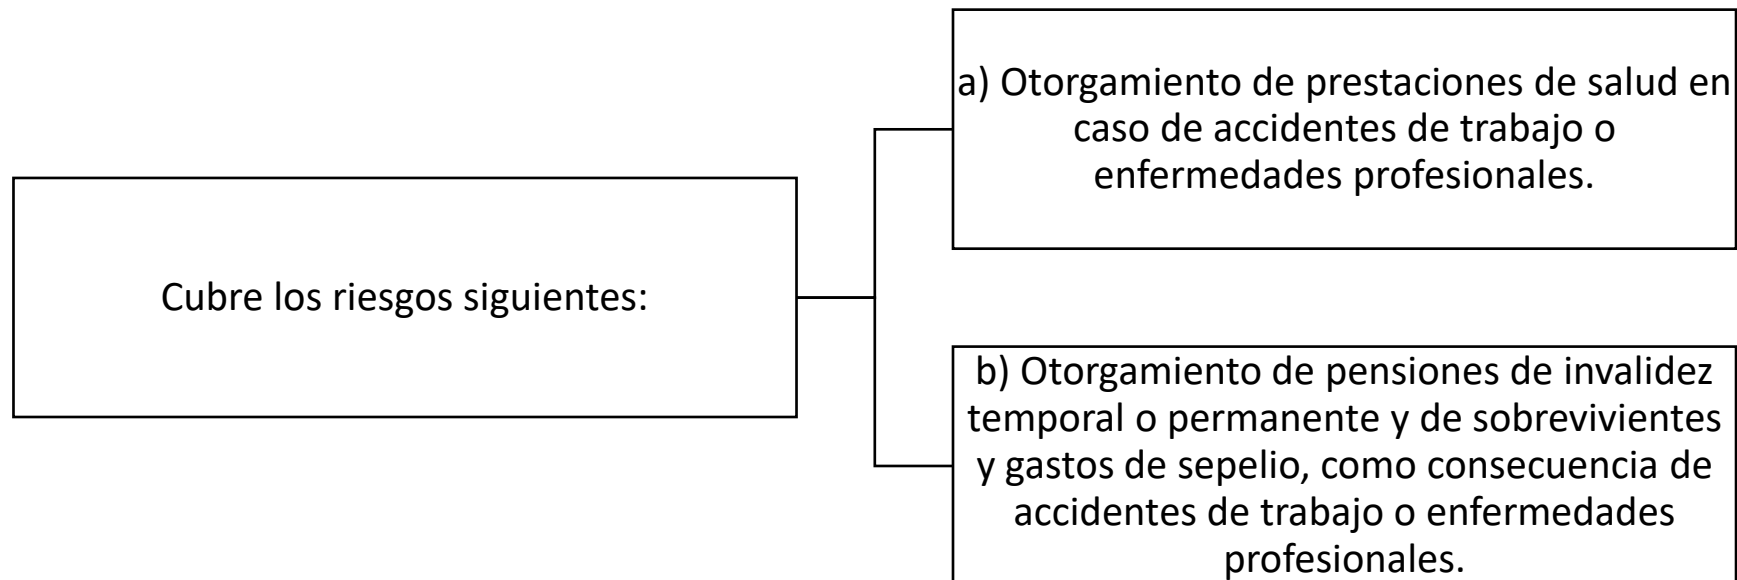 Cubre los riesgos siguientes:
a) Otorgamiento de prestaciones de salud en
caso de accidentes de trabajo o
enfermedades profesionales.
b) Otorgamiento de pensiones de invalidez
temporal o permanente y de sobrevivientes
y gastos de sepelio, como consecuencia de
accidentes de trabajo o enfermedades
profesionales.